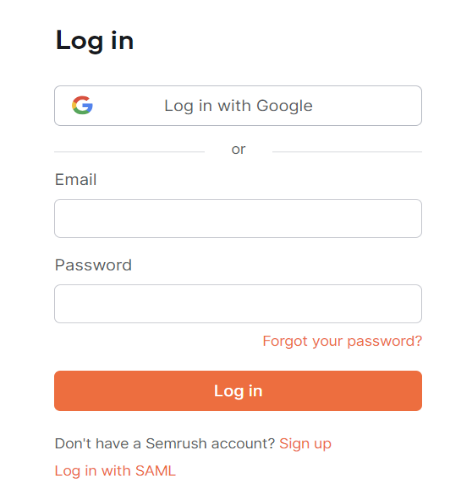 Log in
Log in with Google
or
Email
Password
Forgot your password?
Log in
Don't have a Semrush account? Sign up
Log in with SAML